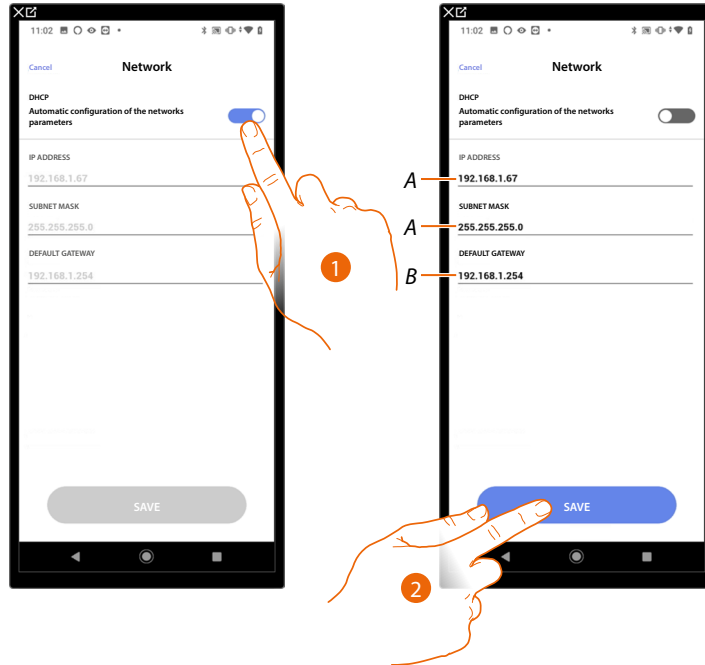 11:02
Cancel
Network
DHCP
Automatic configuration of the networks
parameters
IP ADDRESS
192.168.1.67
SUBNET MASK
255.255.255.0
DEFAULT GATEWAY
192.168.1.254
SAVE
1
11:02
Cancel
Network
DHCP
Automatic configuration of the networks
parameters
IP ADDRESS
A
192.168.1.67
SUBNET MASK
A
255.255.255.0
DEFAULT GATEWAY
B
192.168.1.254
SAVE
2